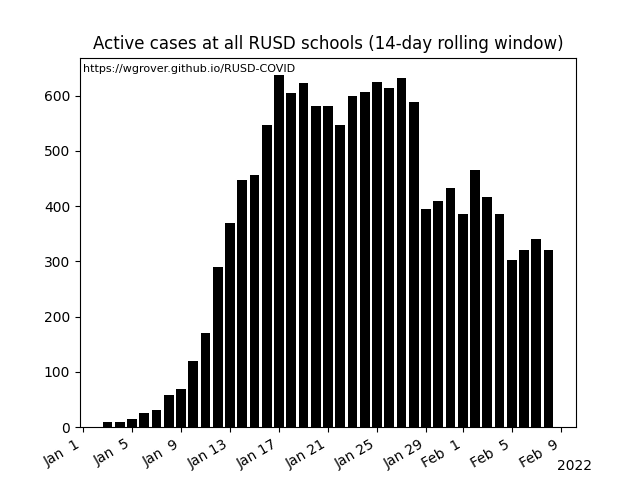 Active cases at all RUSD schools (14-day rolling window)
https://wgrover.github.io/RUSD-COVID
600
500
400
300
200
100
0
Jan 1
Jan 5
Jan 9
Jan 13
Jan 17
Jan 21
Jan 25
Jan 29
Feb 1
Feb 5
Feb 9
2022